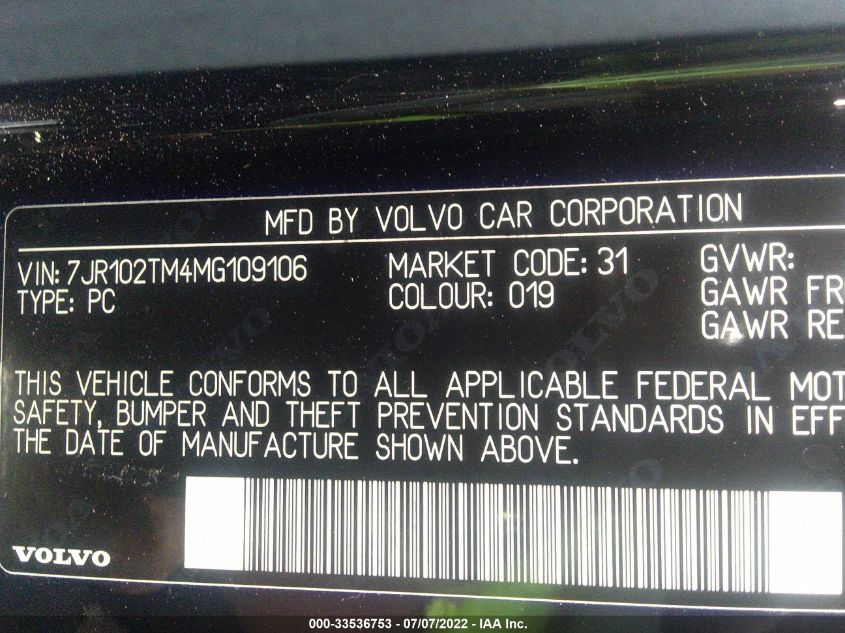 MFD BY VOLVO CAR CORPORATION
VIN: 7JR102TM4MG109106 MARKET CODE: 31 GVWR:
TYPE: PC COLOUR: 019 GAWR FR
GAWR RE
THIS VEHICLE CONFORMS TO ALL APPLICABLE FEDERAL MOT
SAFETY, BUMPER AND THEFT PREVENTION STANDARDS IN EFF
THE DATE OF MANUFACTURE SHOWN ABOVE.
VOLVO
000-33536753 - 07/07/2022 - IAA Inc.